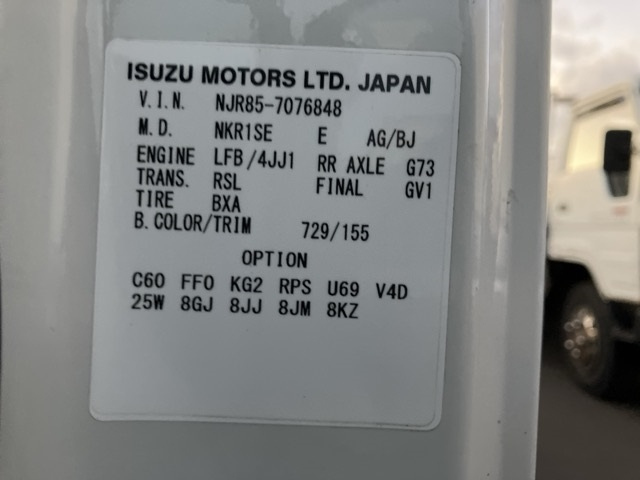 ISUZU MOTORS LTD. JAPAN
V.I.N. NJR85-7076848
M.D. NKR1SE E AG/BJ
ENGINE LFB/4JJ1 RR AXLE G73
TRANS. RSL FINAL GV1
TIRE BXA
B.COLOR/TRIM 729/155
OPTION
C60 FF0 KG2 RPS U69 V4D
25W 8GJ 8JJ 8JM 8KZ